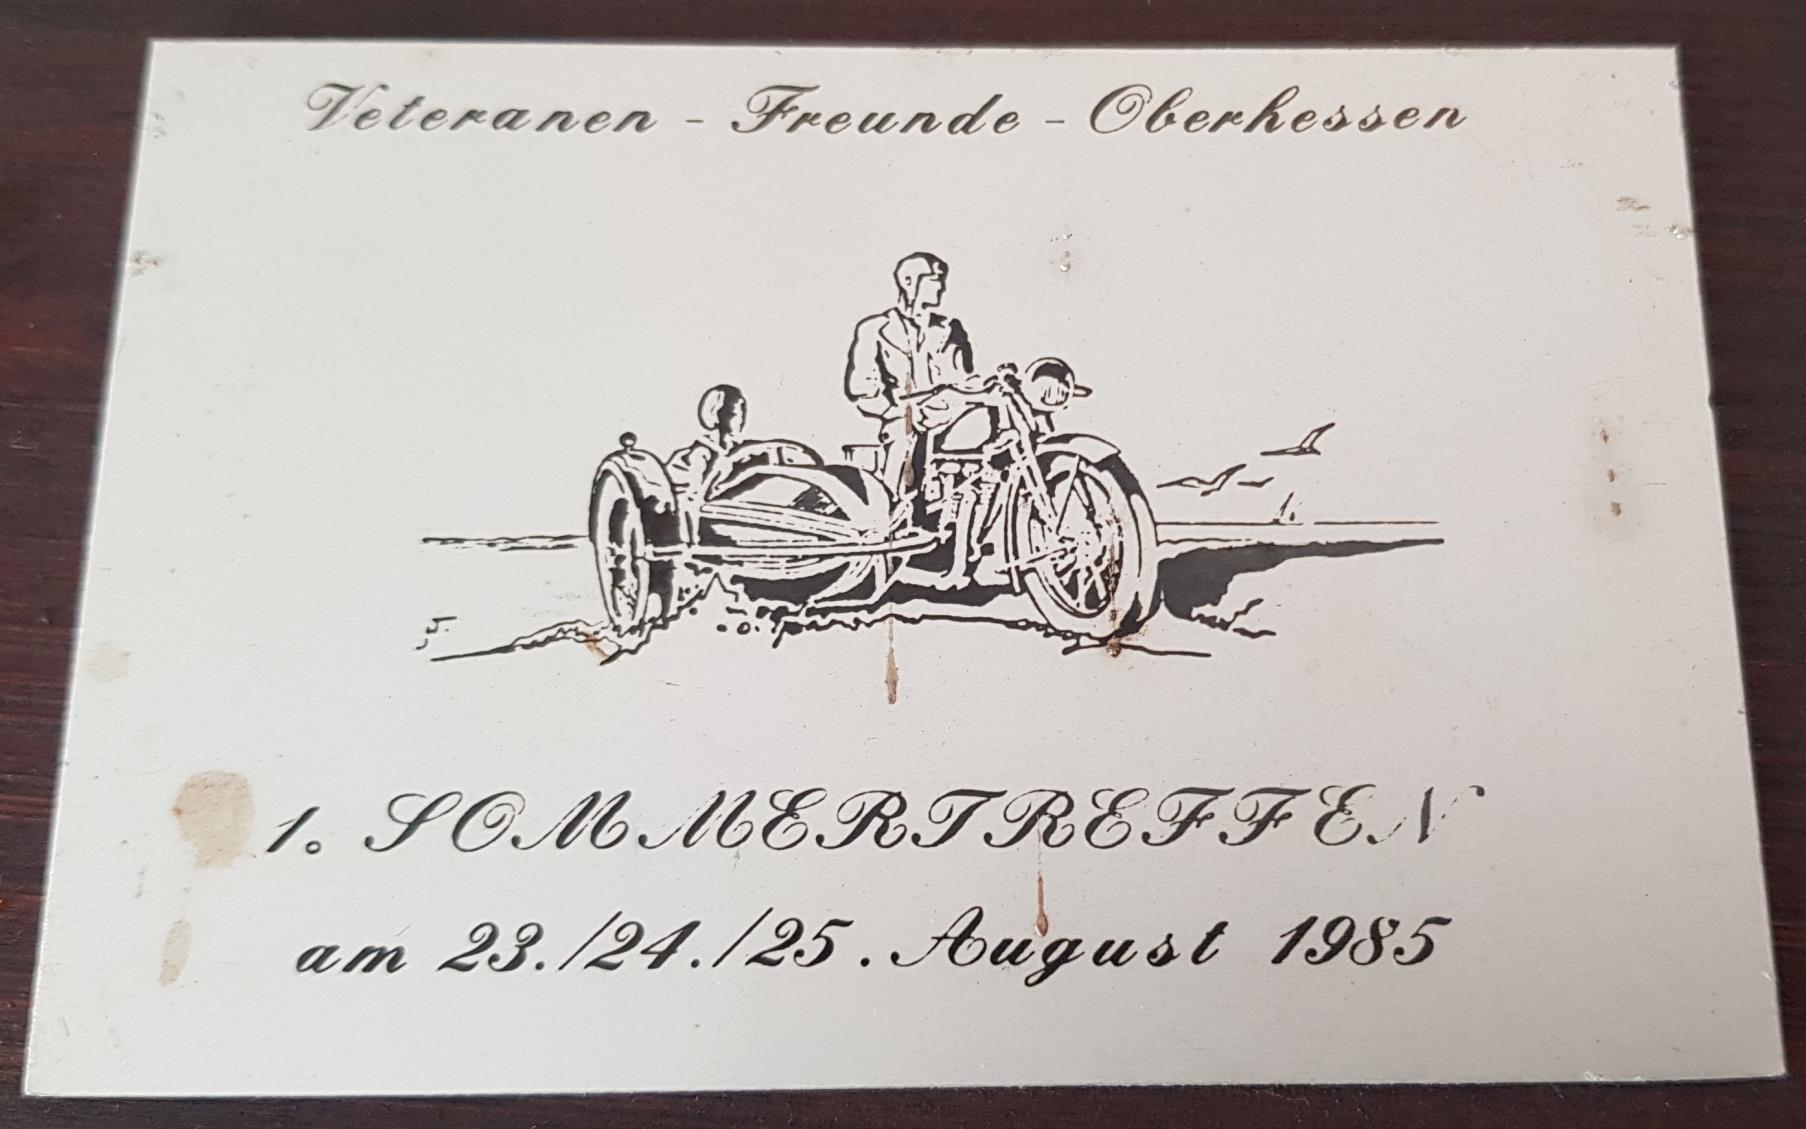 Veteranen - Freunde - Oberhessen
J.
1. SOMMERTREFFEN
am 23./24./25. August 1985